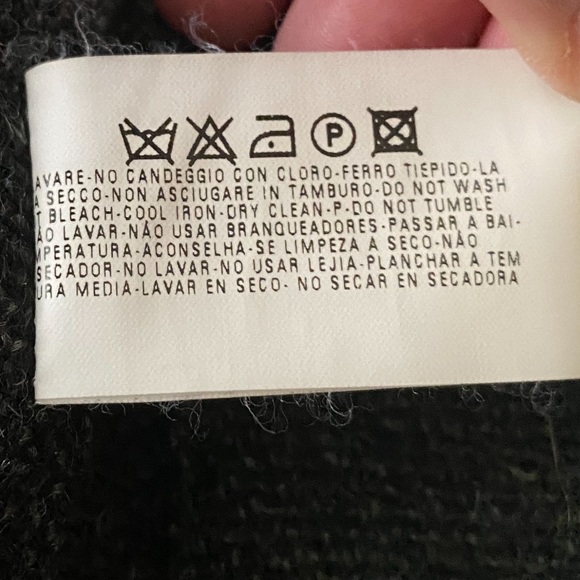 P
AVARE-NO CANDEGGIO CON CLORO-FERRO TIEPIDO-LA
A SECCO-NON ASCIUGARE IN TAMBURO-DO NOT WASH
T BLEACH-COOL IRON-DRY CLEAN-P-DO NOT TUMBLE
ÃO LAVAR-NÃO USAR BRANQUEADORES-PASSAR A BAI-
MPERATURA-ACONSELHA-SE LIMPEZA A SECO-NÃO
SECADOR-NO LAVAR-NO USAR LEJIA-PLANCHAR A TEM
URA MEDIA-LAVAR EN SECO- NO SECAR EN SECADORA